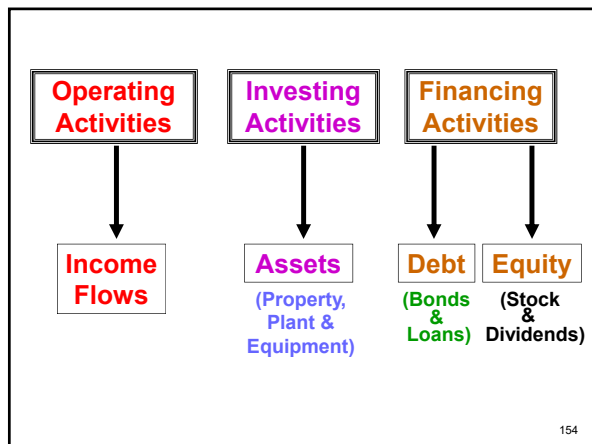 Operating
Activities
Investing
Activities
Financing
Activities
Income
Flows
Assets
(Property,
Plant &
Equipment)
Debt
(Bonds
&
Loans)
Equity
(Stock
&
Dividends)
154